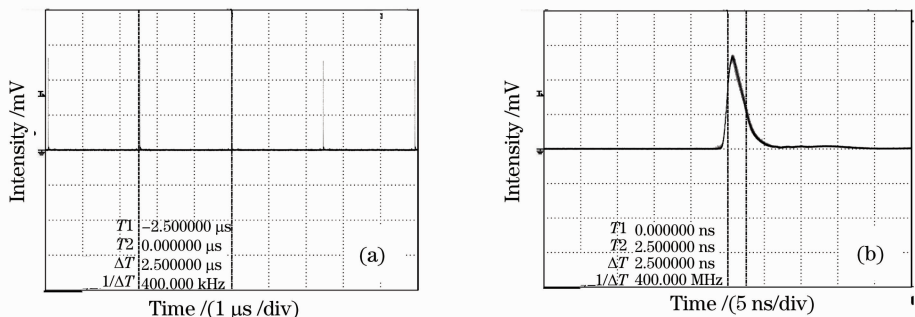 Intensity /mV
T1 −2.500000 μs
T2 0.000000 μs
ΔT 2.500000 μs
1/ΔT 400.000 kHz
(a)
Time /(1 μs /div)
Intensity /mV
T1 0.000000 ns
T2 2.500000 ns
ΔT 2.500000 ns
1/ΔT 400.000 MHz
(b)
Time /(5 ns/div)